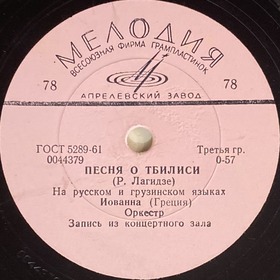 МЕЛОДИЯ
ВСЕСОЮЗНАЯ ФИРМА ГРАМПЛАСТИНОК
78 78
АПРЕЛЕВСКИЙ ЗАВОД
ГОСТ 5289-61 Третья гр.
0044379 0-57
ПЕСНЯ О ТБИЛИСИ
(Р. Лагидзе)
На русском и грузинском языках
Иованна (Греция)
Оркестр
Запись из концертного зала